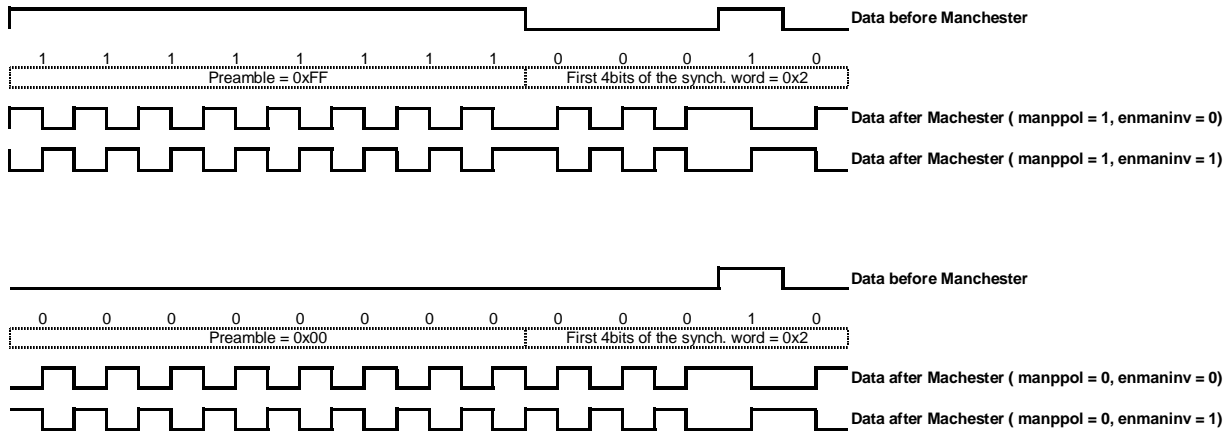 Data before Manchester
1 1 1 1 1 1 1 1 0 0 0 1 0
Preamble = 0xFF First 4bits of the synch. word = 0x2
Data after Machester ( manppol = 1, enmaninv = 0)
Data after Machester ( manppol = 1, enmaninv = 1)
Data before Manchester
0 0 0 0 0 0 0 0 0 0 0 1 0
Preamble = 0x00 First 4bits of the synch. word = 0x2
Data after Machester ( manppol = 0, enmaninv = 0)
Data after Machester ( manppol = 0, enmaninv = 1)